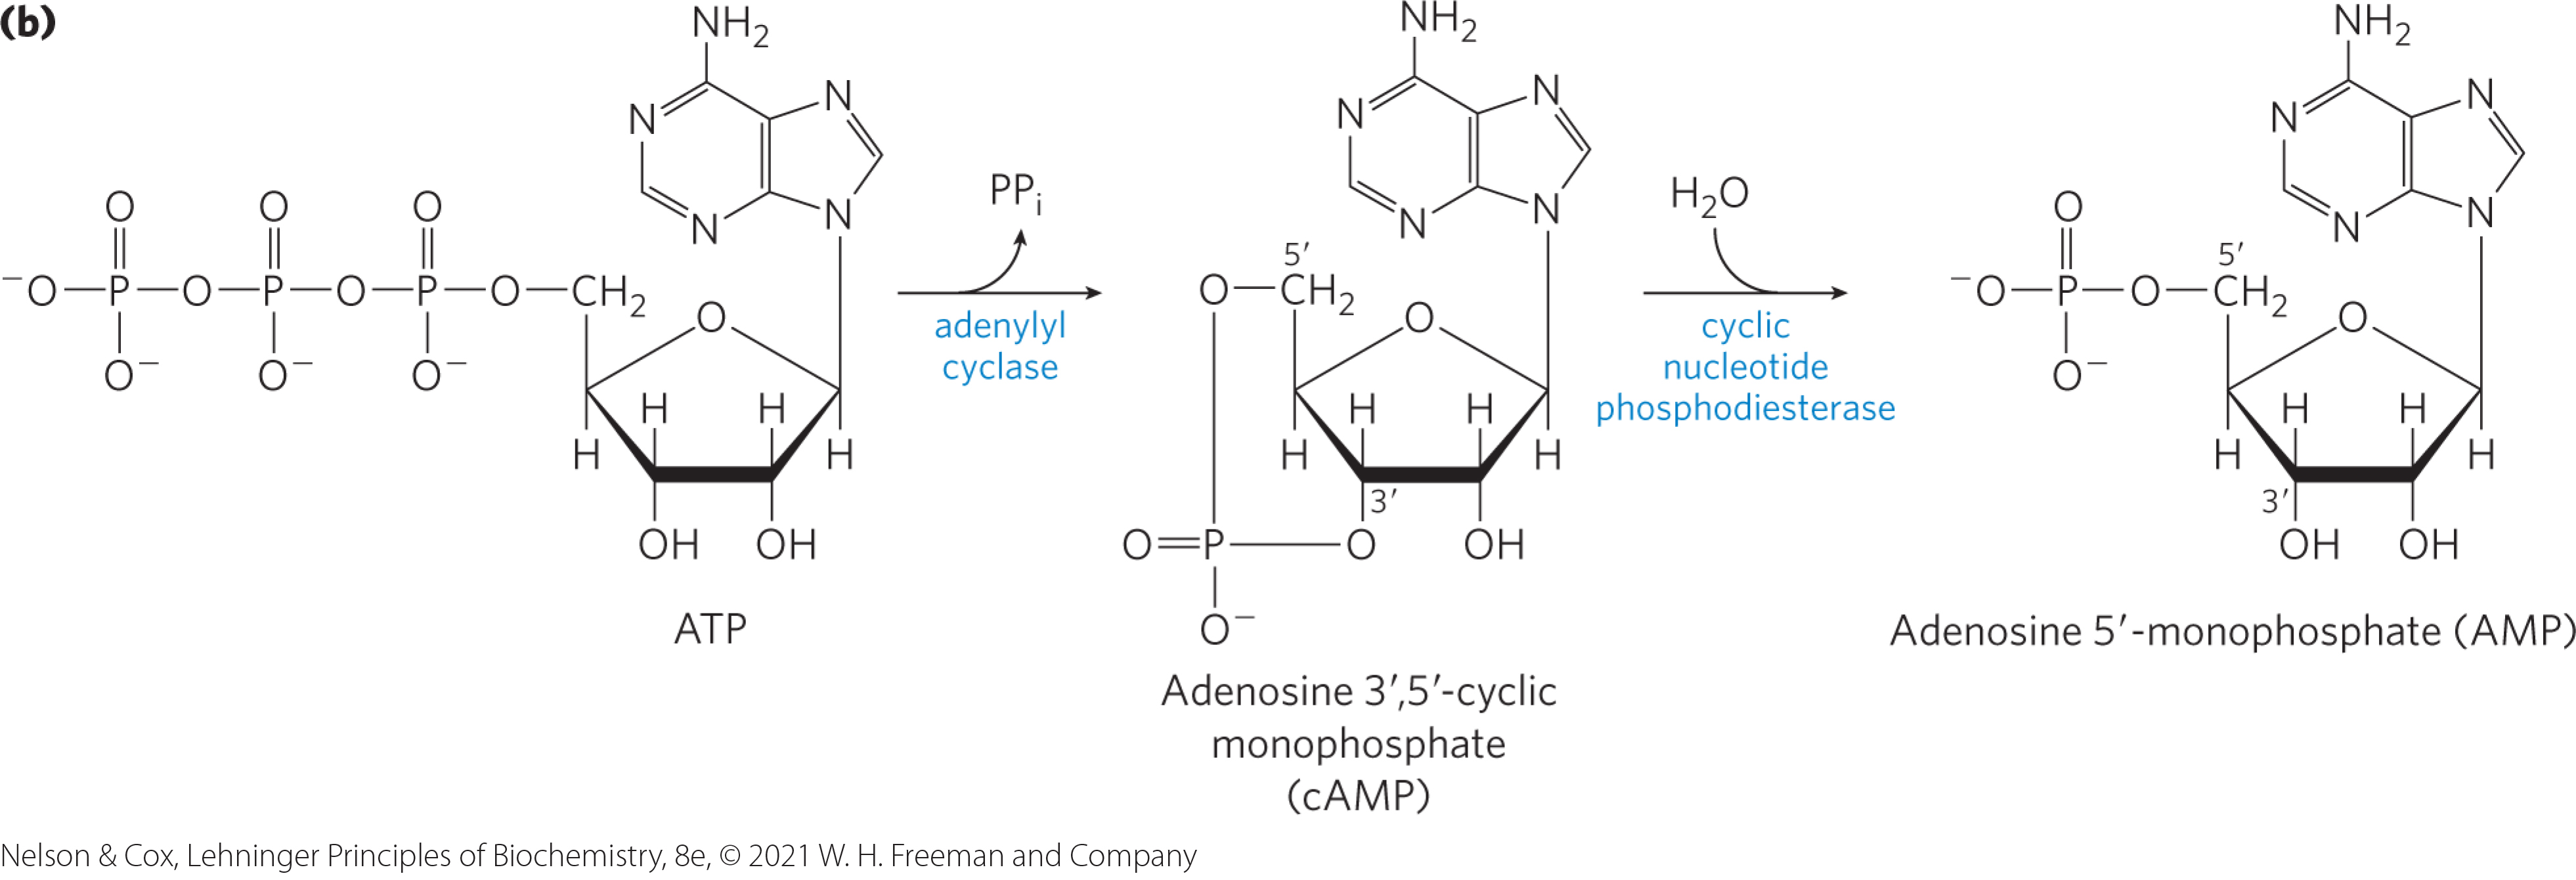 (b)
NH₂
N
N
N
N
O
O
O
⁻O—P—O—P—O—P—O—CH₂
O⁻
O⁻
O⁻
O
H
H
H
H
OH
OH
ATP
PPᵢ
adenylyl
cyclase
NH₂
N
N
N
N
5′
O—CH₂
O
H
H
H
H
3′
O=P—O
OH
O⁻
Adenosine 3′,5′-cyclic
monophosphate
(cAMP)
H₂O
cyclic
nucleotide
phosphodiesterase
NH₂
N
N
N
N
O
5′
⁻O—P—O—CH₂
O⁻
O
H
H
H
H
3′
OH
OH
Adenosine 5′-monophosphate (AMP)
Nelson & Cox, Lehninger Principles of Biochemistry, 8e, © 2021 W. H. Freeman and Company